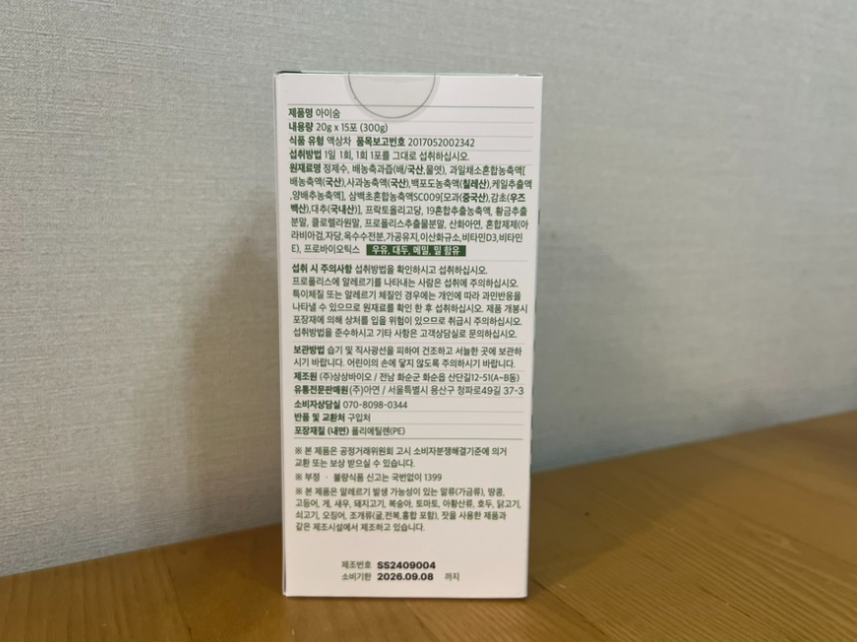 제품명 아이숨
내용량 20g x 15포 (300g)
식품 유형 액상차 품목보고번호 2017052002342
섭취방법 1일 1회, 1회 1포를 그대로 섭취하십시오.
원재료명 정제수, 배농축과즙(배/국산,물엿), 과일채소혼합농축액[
배농축액(국산),사과농축액(국산),백포도농축액(칠레산),케일추출액
,양배추농축액], 삼백초혼합농축액SC009[모과(중국산),감초(우즈
백산),대추(국내산)], 프락토올리고당, 19혼합추출농축액, 황금추출
분말, 클로렐라원말, 프로폴리스추출물분말, 산화아연, 혼합제제(아
라비아검,자당,옥수수전분,가공유지,이산화규소,비타민D3,비타민
E), 프로바이오틱스 우유, 대두, 메밀, 밀 함유
섭취 시 주의사항 섭취방법을 확인하시고 섭취하십시오.
프로폴리스에 알레르기를 나타내는 사람은 섭취에 주의하십시오.
특이체질 또는 알레르기 체질인 경우에는 개인에 따라 과민반응을
나타낼 수 있으므로 원재료를 확인 한 후 섭취하십시오. 제품 개봉시
포장재에 의해 상처를 입을 위험이 있으므로 취급시 주의하십시오.
섭취방법을 준수하시고 기타 사항은 고객상담실로 문의하십시오.
보관방법 습기 및 직사광선을 피하여 건조하고 서늘한 곳에 보관하
시기 바랍니다. 어린이의 손에 닿지 않도록 주의하시기 바랍니다.
제조원 (주)상상바이오 / 전남 화순군 화순읍 산단길12-51(A~B동)
유통전문판매원(주)아연 / 서울특별시 용산구 청파로49길 37-3
소비자상담실 070-8098-0344
반품 및 교환처 구입처
포장재질 (내면) 폴리에틸렌(PE)
※ 본 제품은 공정거래위원회 고시 소비자분쟁해결기준에 의거
교환 또는 보상 받으실 수 있습니다.
※ 부정 · 불량식품 신고는 국번없이 1399
※ 본 제품은 알레르기 발생 가능성이 있는 알류(가금류), 땅콩,
고등어, 게, 새우, 돼지고기, 복숭아, 토마토, 아황산류, 호두, 닭고기,
쇠고기, 오징어, 조개류(굴,전복,홍합 포함), 잣을 사용한 제품과
같은 제조시설에서 제조하고 있습니다.
제조번호 SS2409004
소비기한 2026.09.08 까지